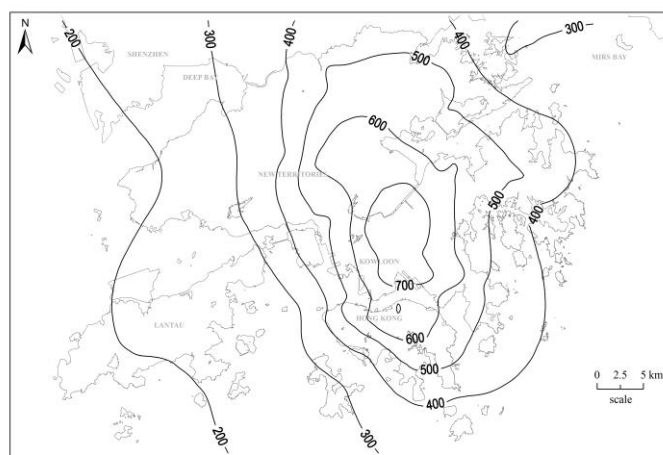 N
200
300
400
400
300
SHENZHEN
MIRS BAY
DEEP BAY
500
600
NEW TERRITORIES
500
400
KOWLOON
700
0
HONG KONG
LANTAU
600
500
400
200
300
0 2.5 5 km
scale